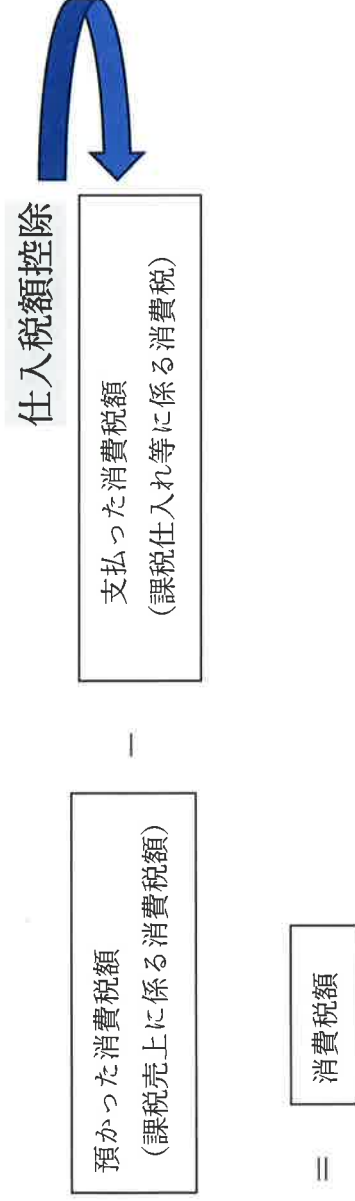 仕入税額控除
預かった消費税額
(課税売上に係る消費税額)
－
支払った消費税額
(課税仕入れ等に係る消費税)
＝
消費税額